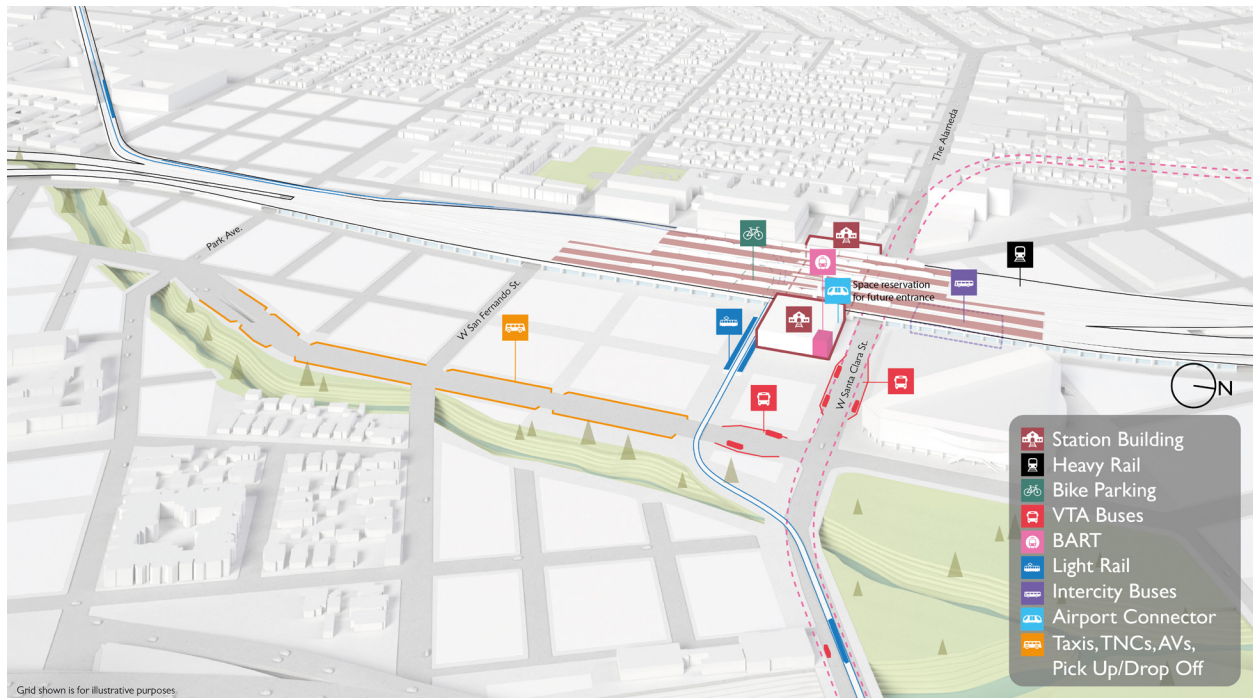 The Alameda
Park Ave.
W San Fernando St.
Space reservation
for future entrance
W Santa Clara St.
N
Station Building
Heavy Rail
Bike Parking
VTA Buses
BART
Light Rail
Intercity Buses
Airport Connector
Taxis, TNCs, AVs,
Pick Up/Drop Off
Grid shown is for illustrative purposes